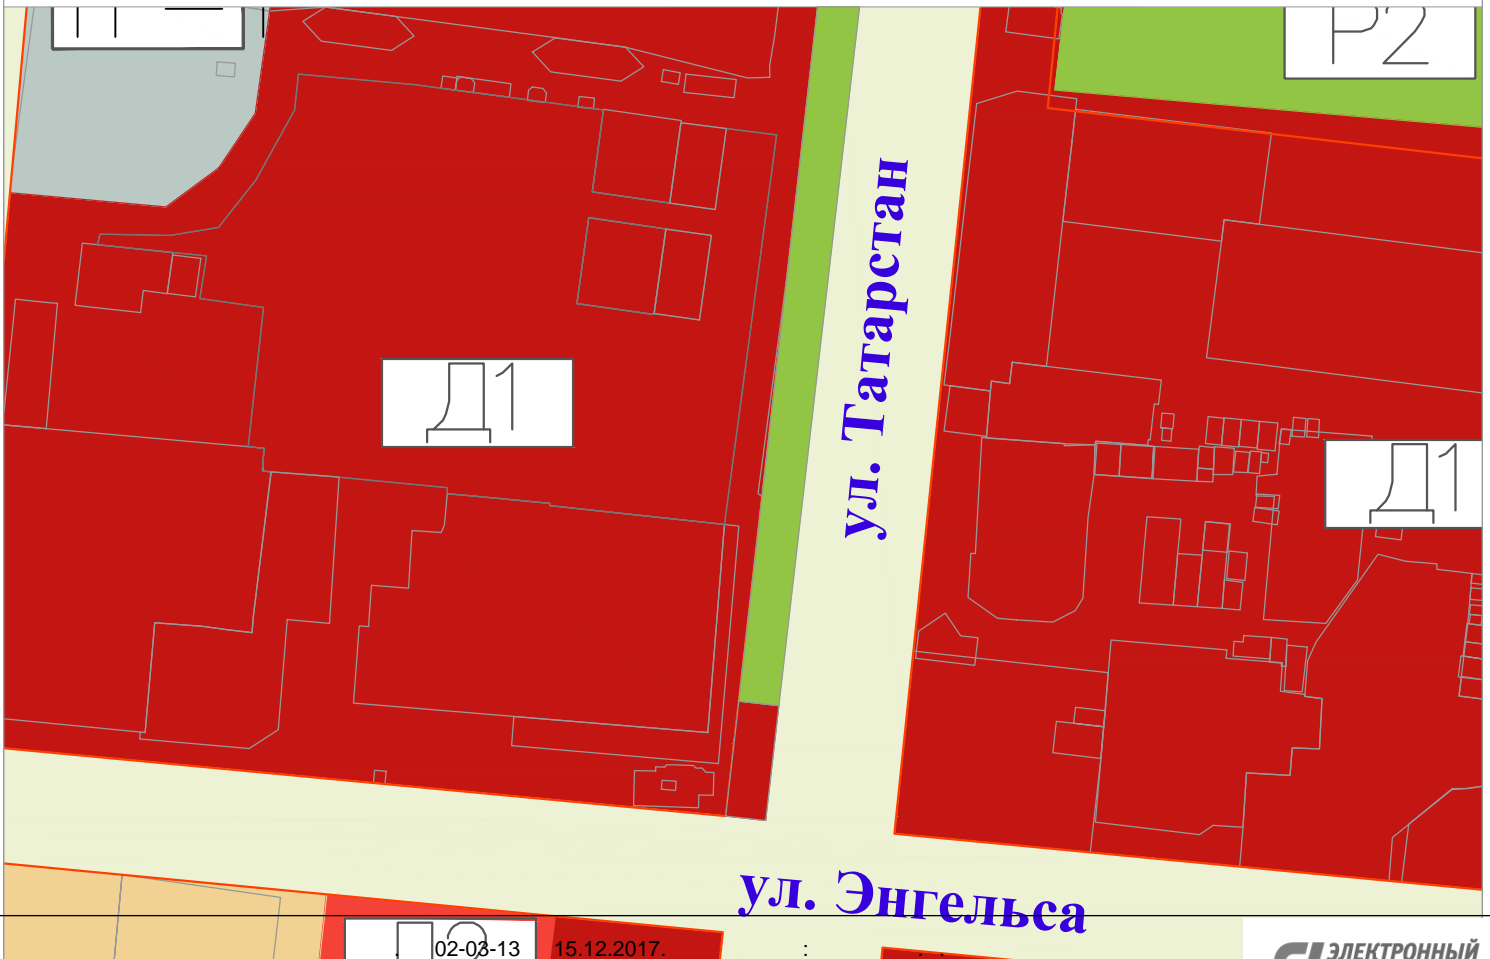 Р2
ул. Татарстан
Д1
Д1
ул. Энгельса
. 02-03-13 15.12.2017. : . .
ЭЛЕКТРОННЫЙ